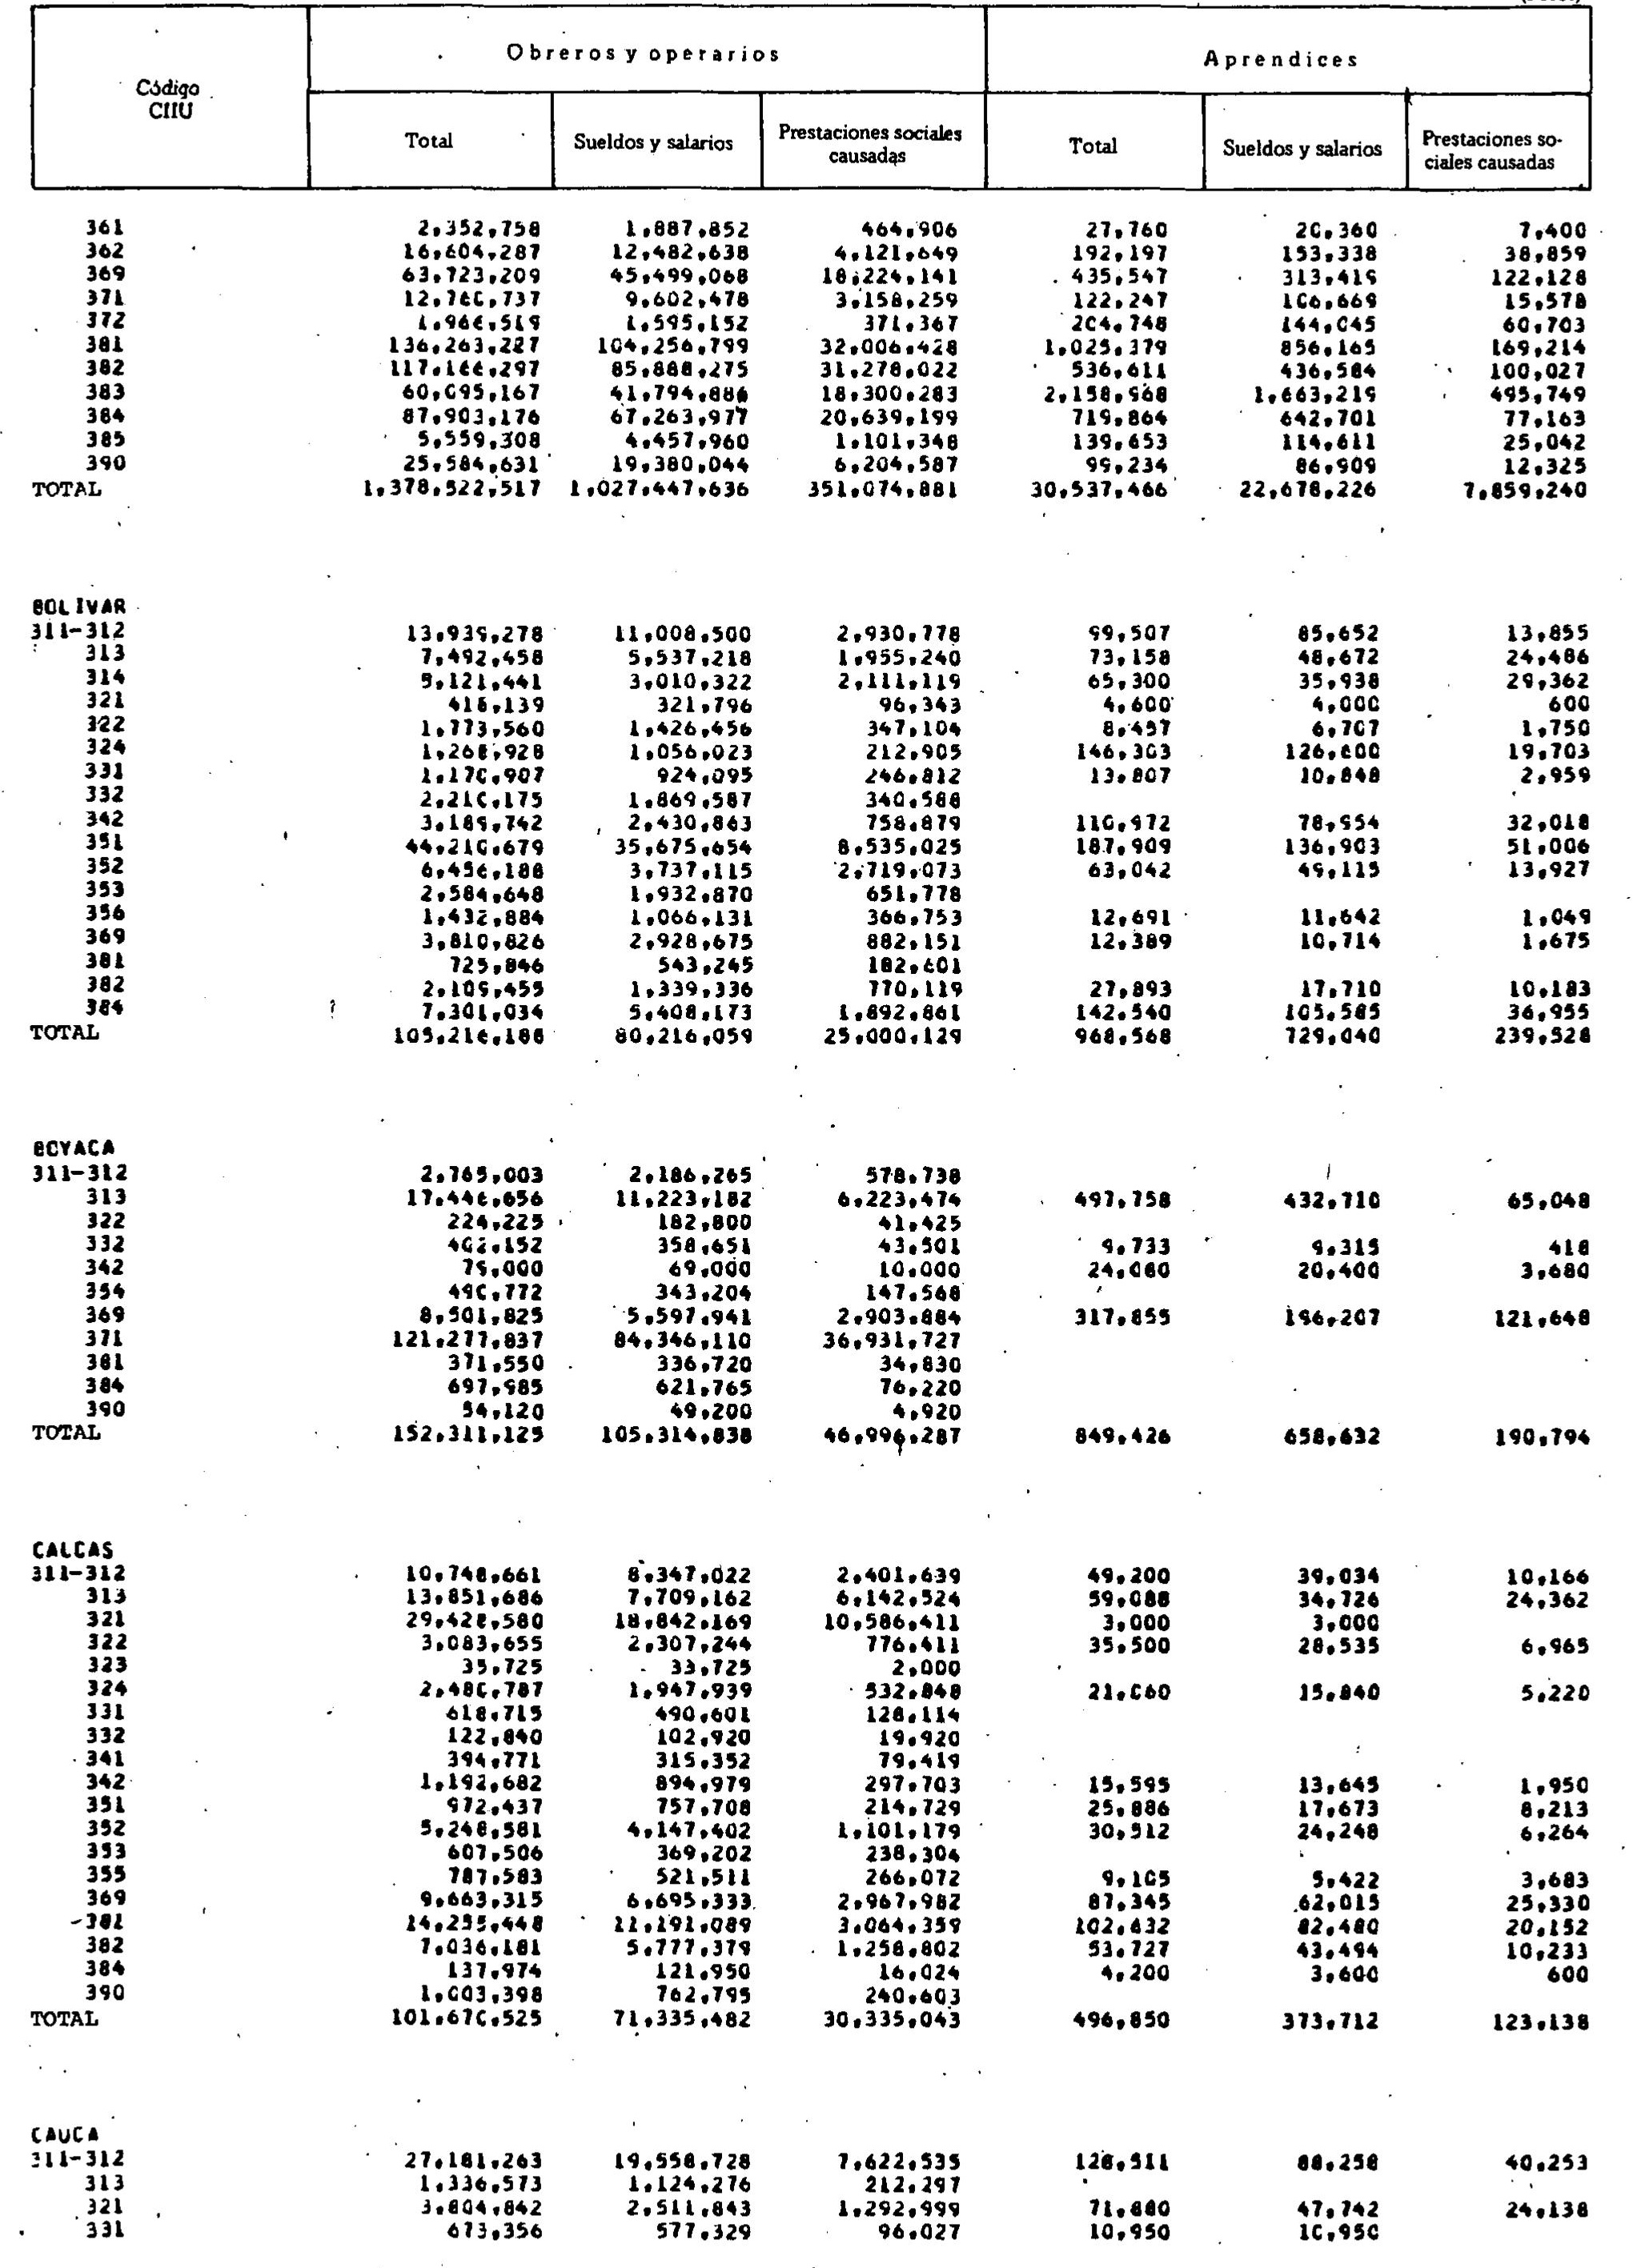 Código CIIU
Obreros y operarios
Aprendices
Total Sueldos y salarios Prestaciones sociales causadas Total Sueldos y salarios Prestaciones so-ciales causadas
361 2,352,758 1,887,852 464,906 27,760 20,360 7,400
362 16,604,287 12,482,638 4,121,649 192,197 153,338 38,859
369 63,723,209 45,499,068 18,224,141 435,547 313,419 122,128
371 12,760,737 9,602,478 3,158,259 122,247 106,669 15,578
372 1,966,519 1,595,152 371,367 204,748 144,045 60,703
381 136,263,227 104,256,799 32,006,428 1,025,379 856,165 169,214
382 117,166,297 85,888,275 31,278,022 536,611 436,584 100,027
383 60,095,167 41,794,884 18,300,283 2,158,968 1,663,219 495,749
384 87,903,176 67,263,977 20,639,199 719,864 642,701 77,163
385 5,559,308 4,457,960 1,101,348 139,653 114,611 25,042
390 25,584,631 19,380,044 6,204,587 99,234 86,909 12,325
TOTAL 1,378,522,517 1,027,447,636 351,074,881 30,537,466 22,678,226 7,859,240
BOLIVAR
311-312 13,939,278 11,008,500 2,930,778 99,507 85,652 13,855
313 7,492,458 5,537,218 1,955,240 73,158 48,672 24,486
314 5,121,441 3,010,322 2,111,119 65,300 35,938 29,362
321 418,139 321,796 96,343 4,600 4,000 600
322 1,773,560 1,426,456 347,104 8,457 6,707 1,750
324 1,268,928 1,056,023 212,905 146,303 126,600 19,703
331 1,170,907 924,095 246,812 13,807 10,848 2,959
332 2,210,175 1,869,587 340,588
342 3,189,742 2,430,863 758,879 110,972 78,954 32,018
351 44,210,679 35,675,654 8,535,025 187,909 136,903 51,006
352 6,456,188 3,737,115 2,719,073 63,042 49,115 13,927
353 2,584,648 1,932,870 651,778
356 1,432,884 1,066,131 366,753 12,691 11,642 1,049
369 3,810,826 2,928,675 882,151 12,389 10,714 1,675
381 725,846 543,245 182,601
382 2,109,455 1,339,336 770,119 27,893 17,710 10,183
384 7,301,034 5,408,173 1,892,861 142,540 105,585 36,955
TOTAL 105,216,188 80,216,059 25,000,129 968,568 729,040 239,528
BOYACA
311-312 2,765,003 2,186,265 578,738
313 17,446,656 11,223,182 6,223,474 497,758 432,710 65,048
322 224,225 182,800 41,425
332 402,152 358,651 43,501 9,733 9,315 418
342 79,000 69,000 10,000 24,080 20,400 3,680
354 490,772 343,204 147,568
369 8,501,825 5,597,941 2,903,884 317,855 196,207 121,648
371 121,277,837 84,346,110 36,931,727
381 371,550 336,720 34,830
384 697,985 621,765 76,220
390 54,120 49,200 4,920
TOTAL 152,311,125 105,314,838 46,996,287 849,426 658,632 190,794
CALDAS
311-312 10,748,661 8,347,022 2,401,639 49,200 39,034 10,166
313 13,851,686 7,709,162 6,142,524 59,088 34,726 24,362
321 29,428,580 18,842,169 10,586,411 3,000 3,000
322 3,083,655 2,307,244 776,411 35,500 28,535 6,965
323 35,725 33,725 2,000
324 2,480,787 1,947,939 532,848 21,060 15,840 5,220
331 618,715 490,601 128,114
332 122,840 102,920 19,920
341 394,771 315,352 79,419
342 1,192,682 894,979 297,703 15,595 13,645 1,950
351 972,437 757,708 214,729 25,886 17,673 8,213
352 5,248,581 4,147,402 1,101,179 30,512 24,248 6,264
353 607,506 369,202 238,304
355 787,583 521,511 266,072 9,105 5,422 3,683
369 9,663,315 6,695,333 2,967,982 87,345 62,015 25,330
381 14,255,448 11,191,089 3,064,359 102,632 82,480 20,152
382 7,036,181 5,777,379 1,258,802 53,727 43,494 10,233
384 137,974 121,950 16,024 4,200 3,600 600
390 1,003,398 762,795 240,603
TOTAL 101,670,525 71,335,482 30,335,043 496,850 373,712 123,138
CAUCA
311-312 27,181,263 19,558,728 7,622,535 128,511 88,258 40,253
313 1,336,573 1,124,276 212,297
321 3,804,842 2,511,843 1,292,999 71,880 47,742 24,138
331 673,356 577,329 96,027 10,950 10,950